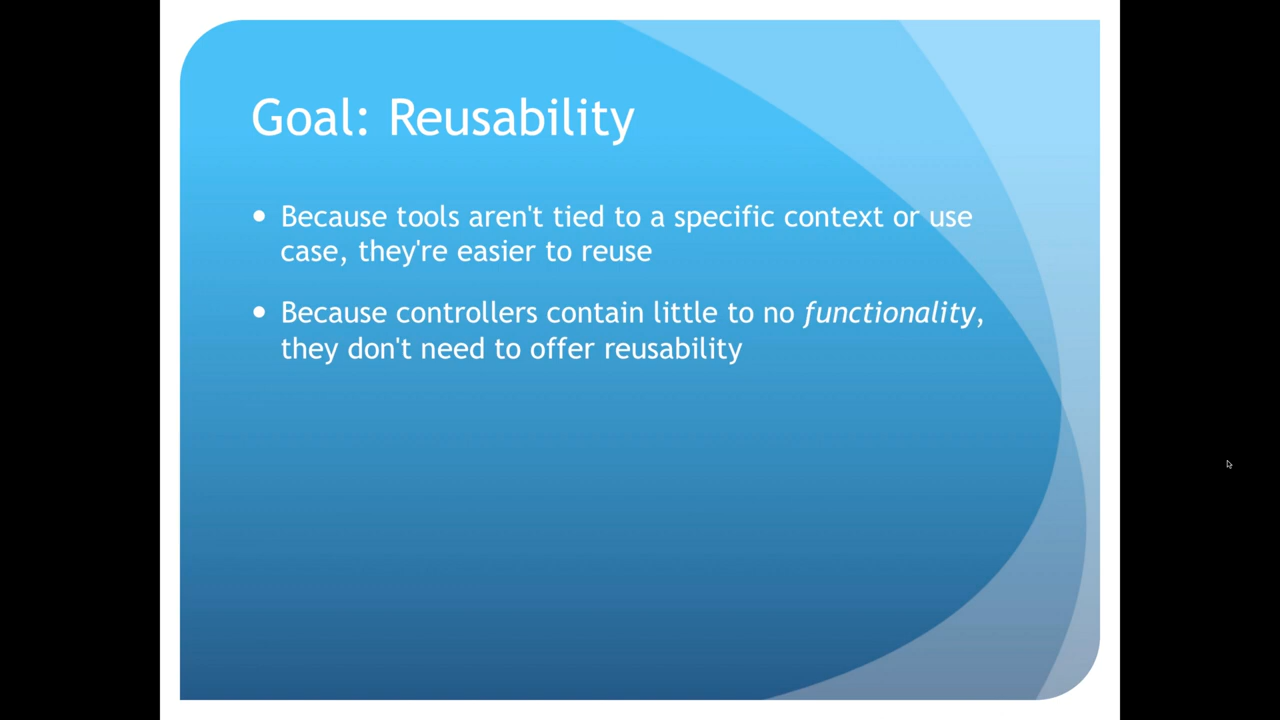 Goal: Reusability
• Because tools aren't tied to a specific context or use
case, they're easier to reuse
• Because controllers contain little to no functionality,
they don't need to offer reusability